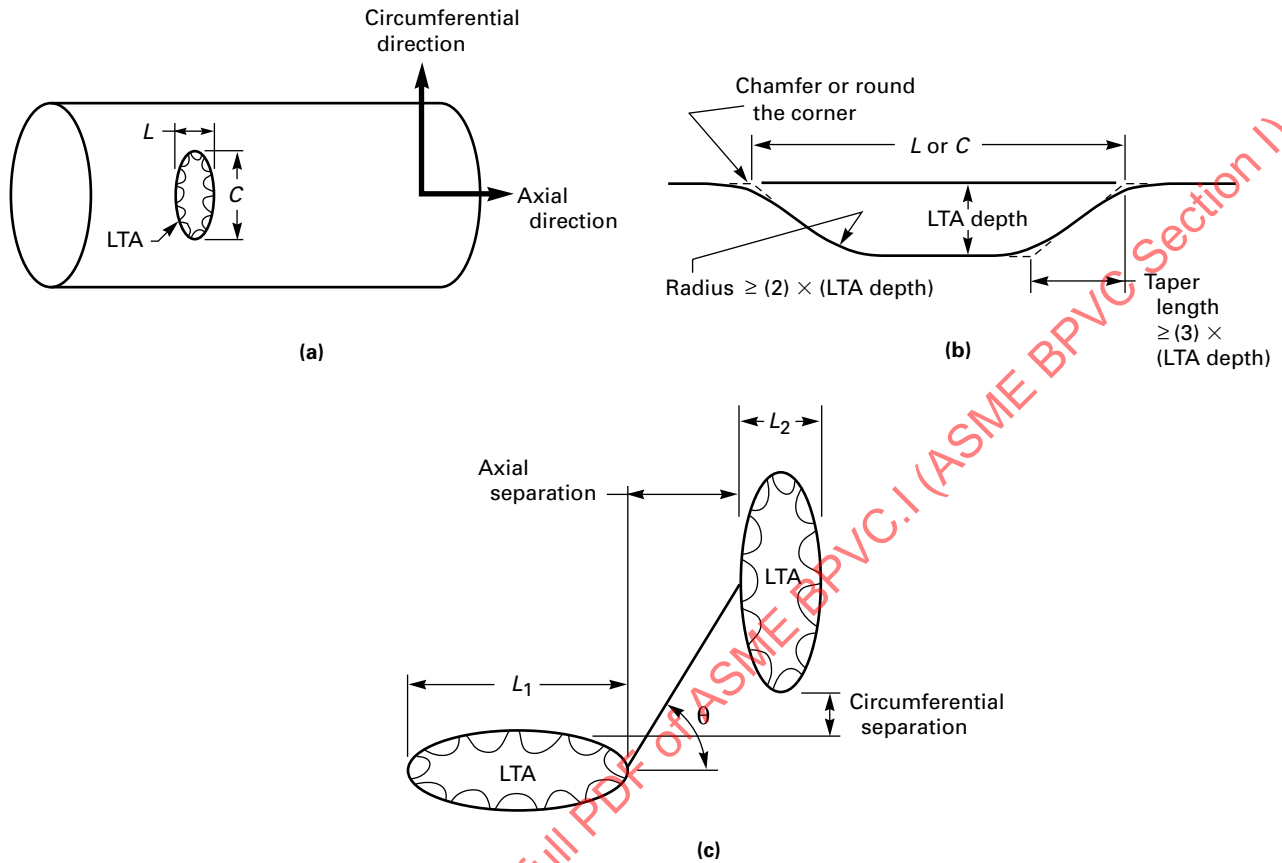 Circumferential
direction
L
C
LTA
Axial
direction
(a)
Chamfer or round
the corner
L or C
LTA depth
Radius ≥ (2) × (LTA depth)
Taper
length
≥ (3) ×
(LTA depth)
(b)
L2
Axial
separation
LTA
L1
θ
Circumferential
separation
LTA
(c)
full PDF of ASME BPVC.I (ASME BPVC Section I)